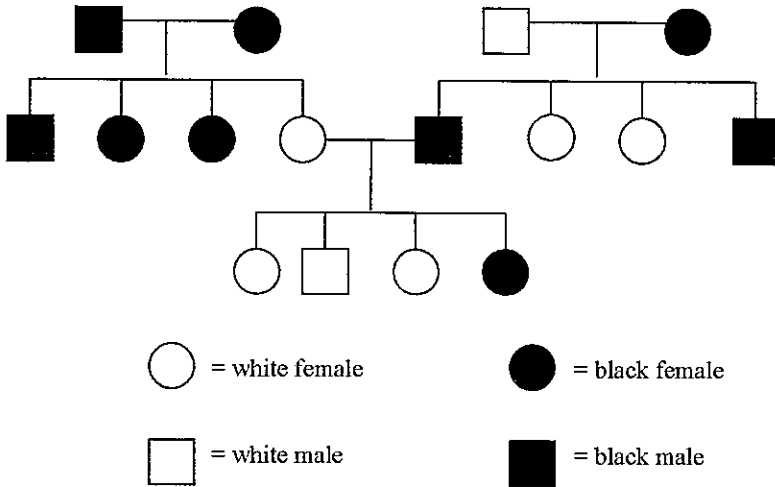 = white female
= black female
= white male
= black male